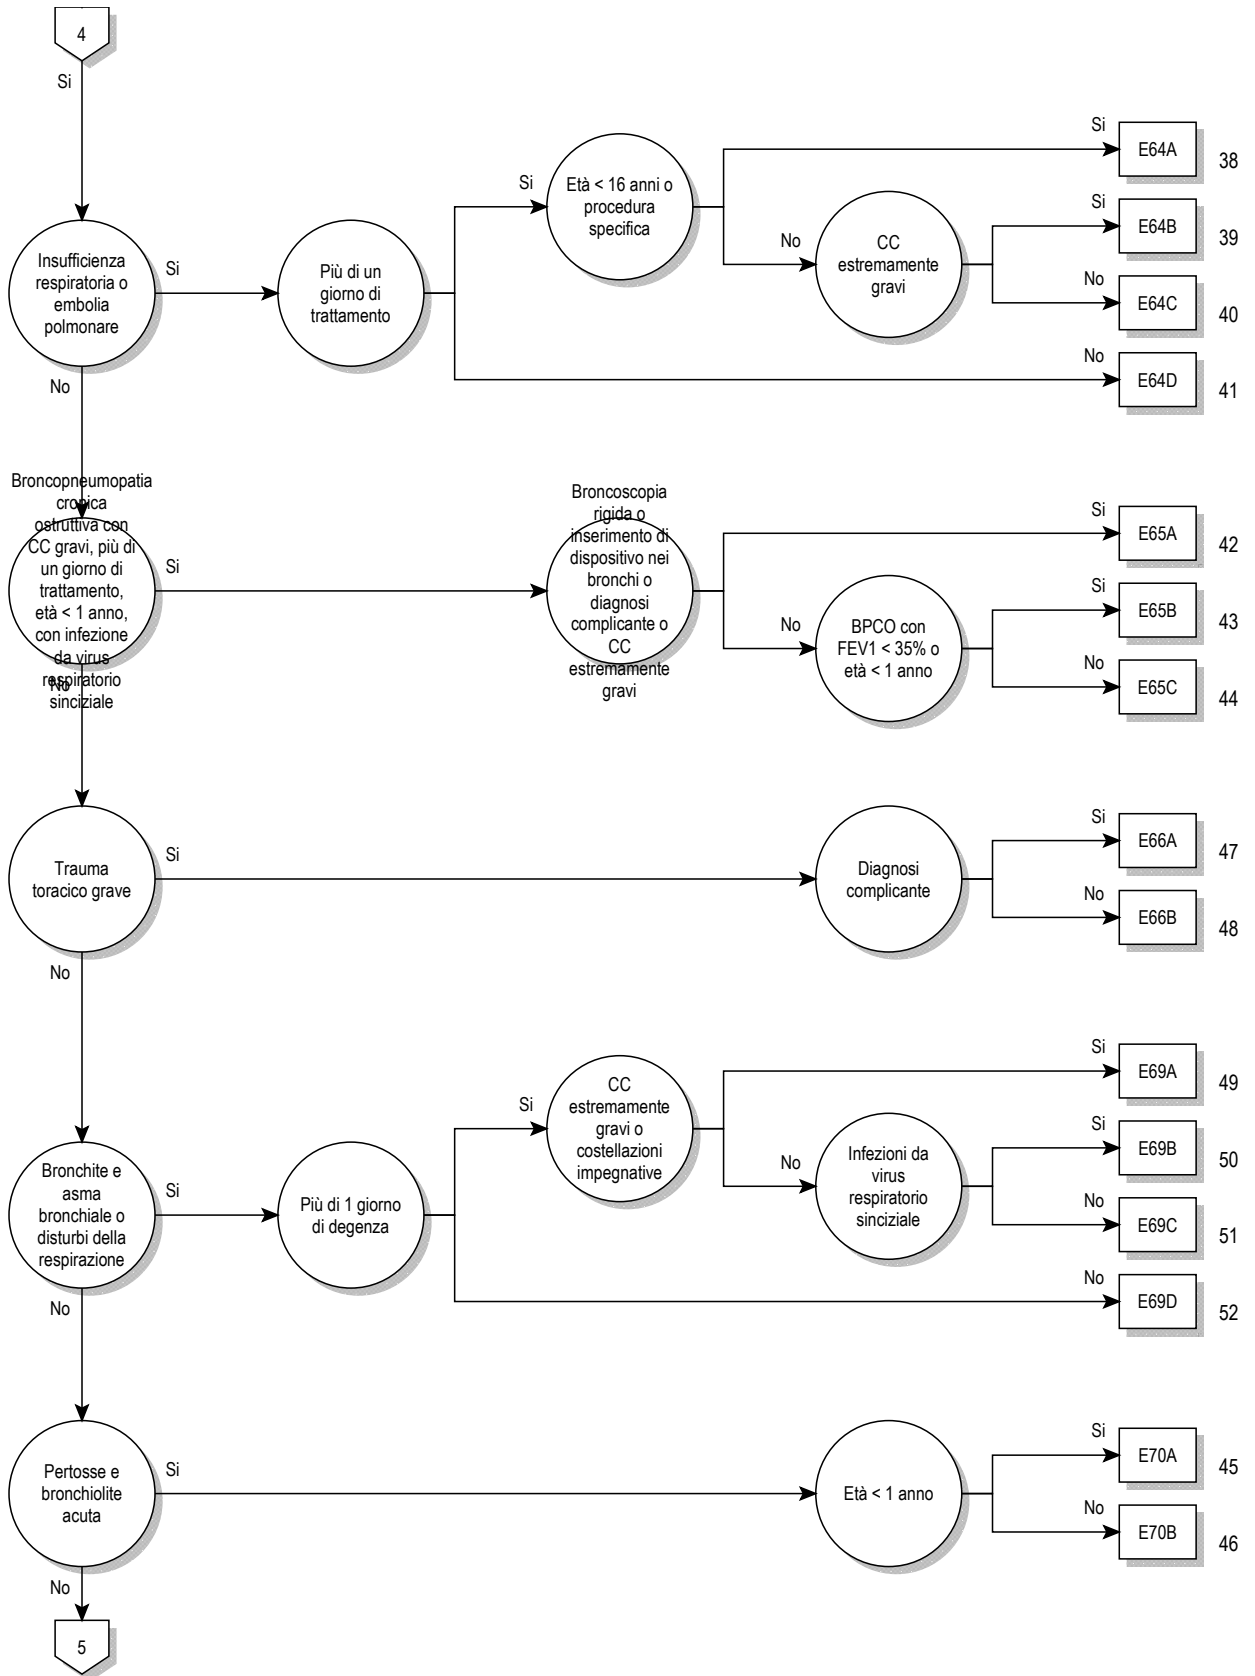 4
Si
Insufficienza
respiratoria o
embolia
polmonare
Si
Più di un
giorno di
trattamento
Si
Età < 16 anni o
procedura
specifica
Si
E64A
38
No
CC
estremamente
gravi
Si
E64B
39
No
E64C
40
No
E64D
41
No
Broncopneumopatia
cronica
ostruttiva con
CC gravi, più di
un giorno di
trattamento,
età < 1 anno,
con infezione
da virus
respiratorio
sinciziale
Si
Broncoscopia
rigida o
inserimento di
dispositivo nei
bronchi o
diagnosi
complicante o
CC
estremamente
gravi
Si
E65A
42
No
BPCO con
FEV1 < 35% o
età < 1 anno
Si
E65B
43
No
E65C
44
No
Trauma
toracico grave
Si
Diagnosi
complicante
Si
E66A
47
No
E66B
48
No
Bronchite e
asma
bronchiale o
disturbi della
respirazione
Si
Più di 1 giorno
di degenza
Si
CC
estremamente
gravi o
costellazioni
impegnative
Si
E69A
49
No
Infezioni da
virus
respiratorio
sinciziale
Si
E69B
50
No
E69C
51
No
E69D
52
No
Pertosse e
bronchiolite
acuta
Si
Età < 1 anno
Si
E70A
45
No
E70B
46
No
5